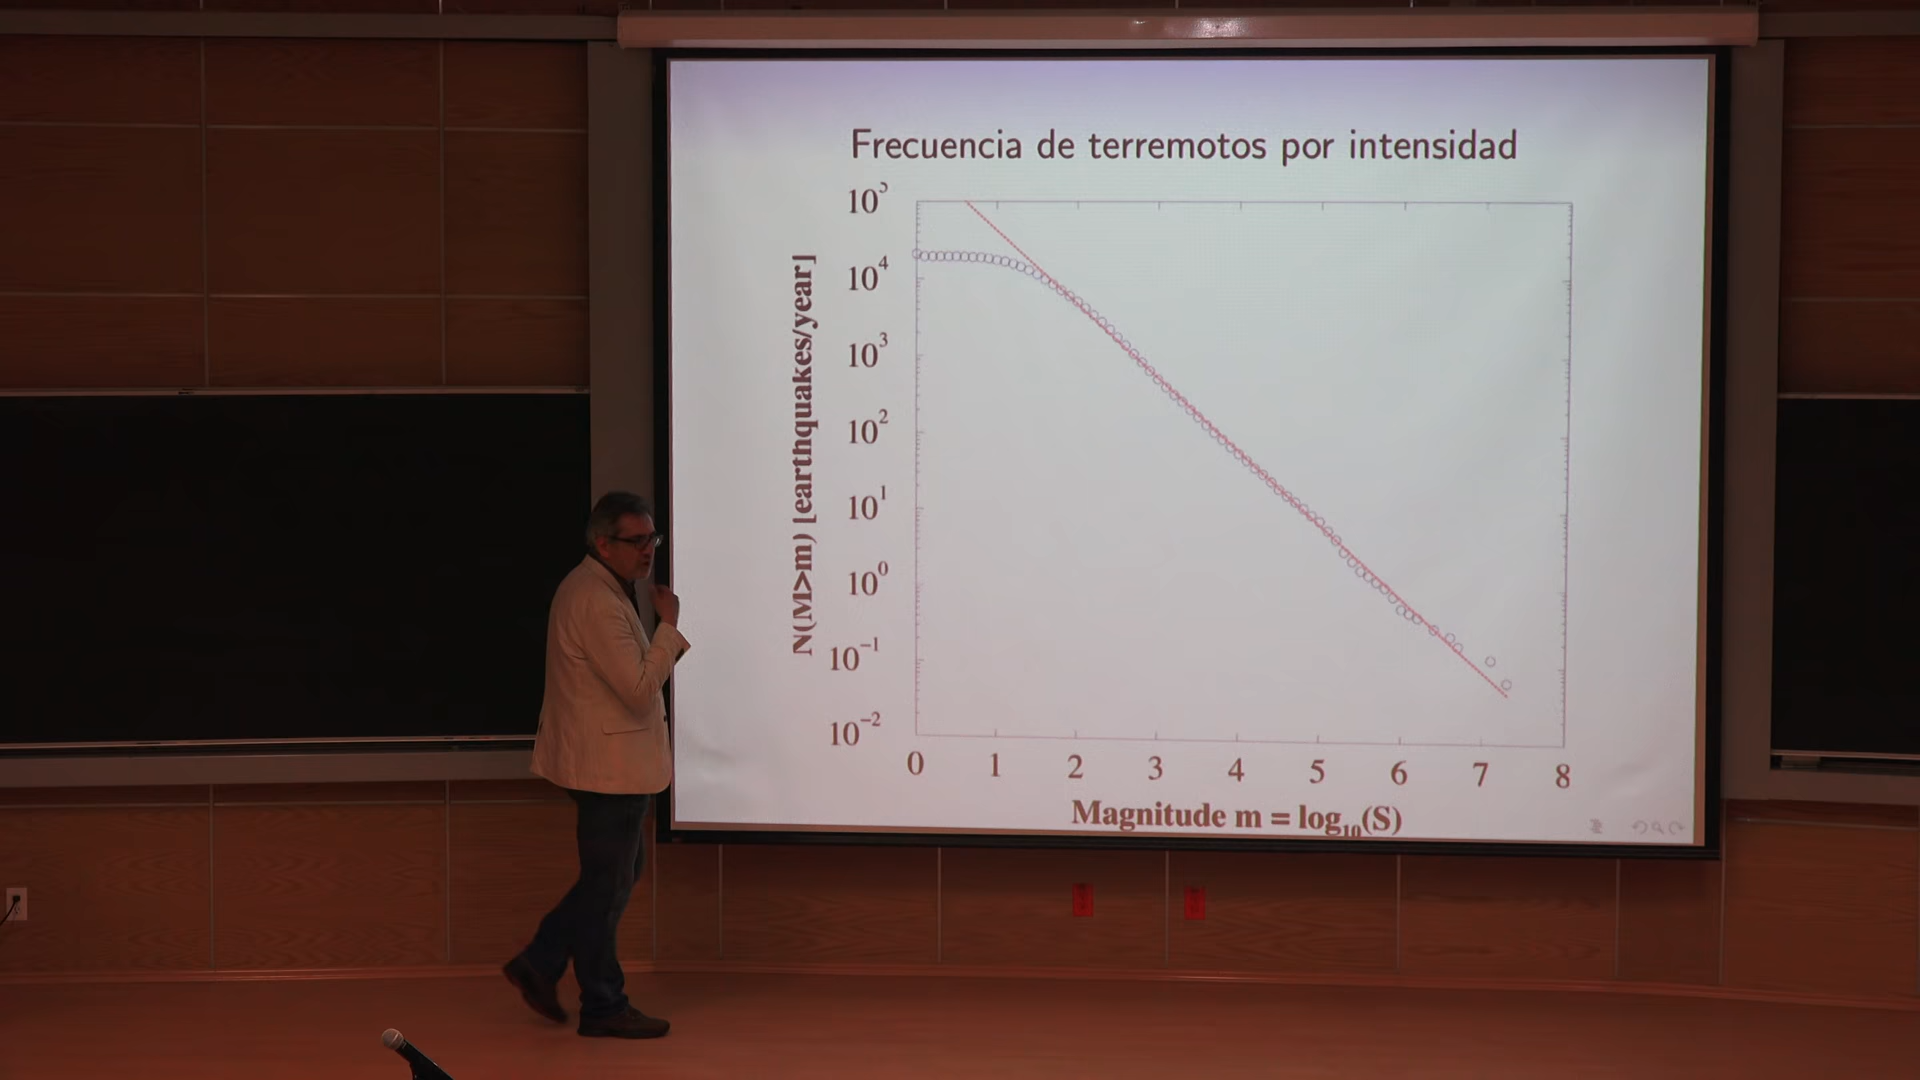 Frecuencia de terremotos por intensidad
10^5
10^4
10^3
10^2
10^1
10^0
10^-1
10^-2
N(M>m) [earthquakes/year]
0 1 2 3 4 5 6 7 8
Magnitude m = log₁₀(S)